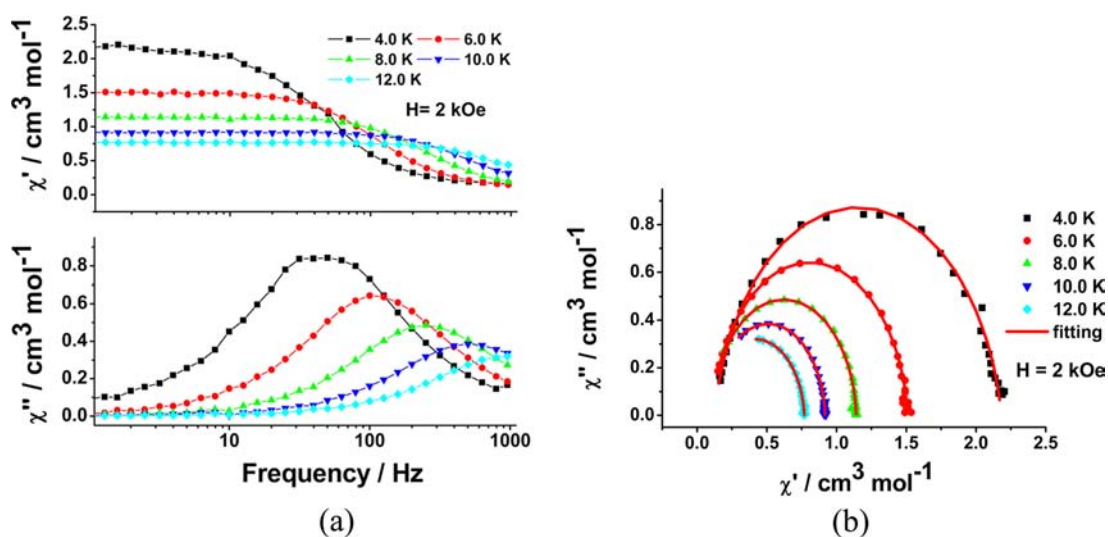 χ' / cm³ mol⁻¹
2.5
2.0
1.5
1.0
0.5
0.0
4.0 K 6.0 K
8.0 K 10.0 K
12.0 K
H= 2 kOe
χ" / cm³ mol⁻¹
0.8
0.6
0.4
0.2
0.0
10 100 1000
Frequency / Hz
(a)
χ" / cm³ mol⁻¹
0.8
0.6
0.4
0.2
0.0
4.0 K
6.0 K
8.0 K
10.0 K
12.0 K
fitting
H = 2 kOe
0.0 0.5 1.0 1.5 2.0 2.5
χ' / cm³ mol⁻¹
(b)